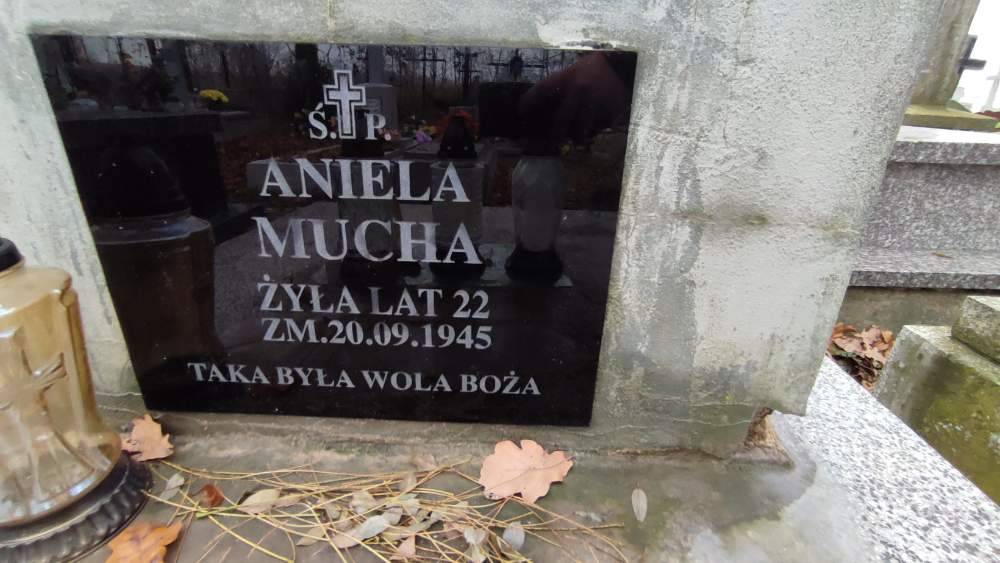 Ś. P.
ANIELA
MUCHA
ŻYŁA LAT 22
ZM.20.09.1945
TAKA BYŁA WOLA BOŻA